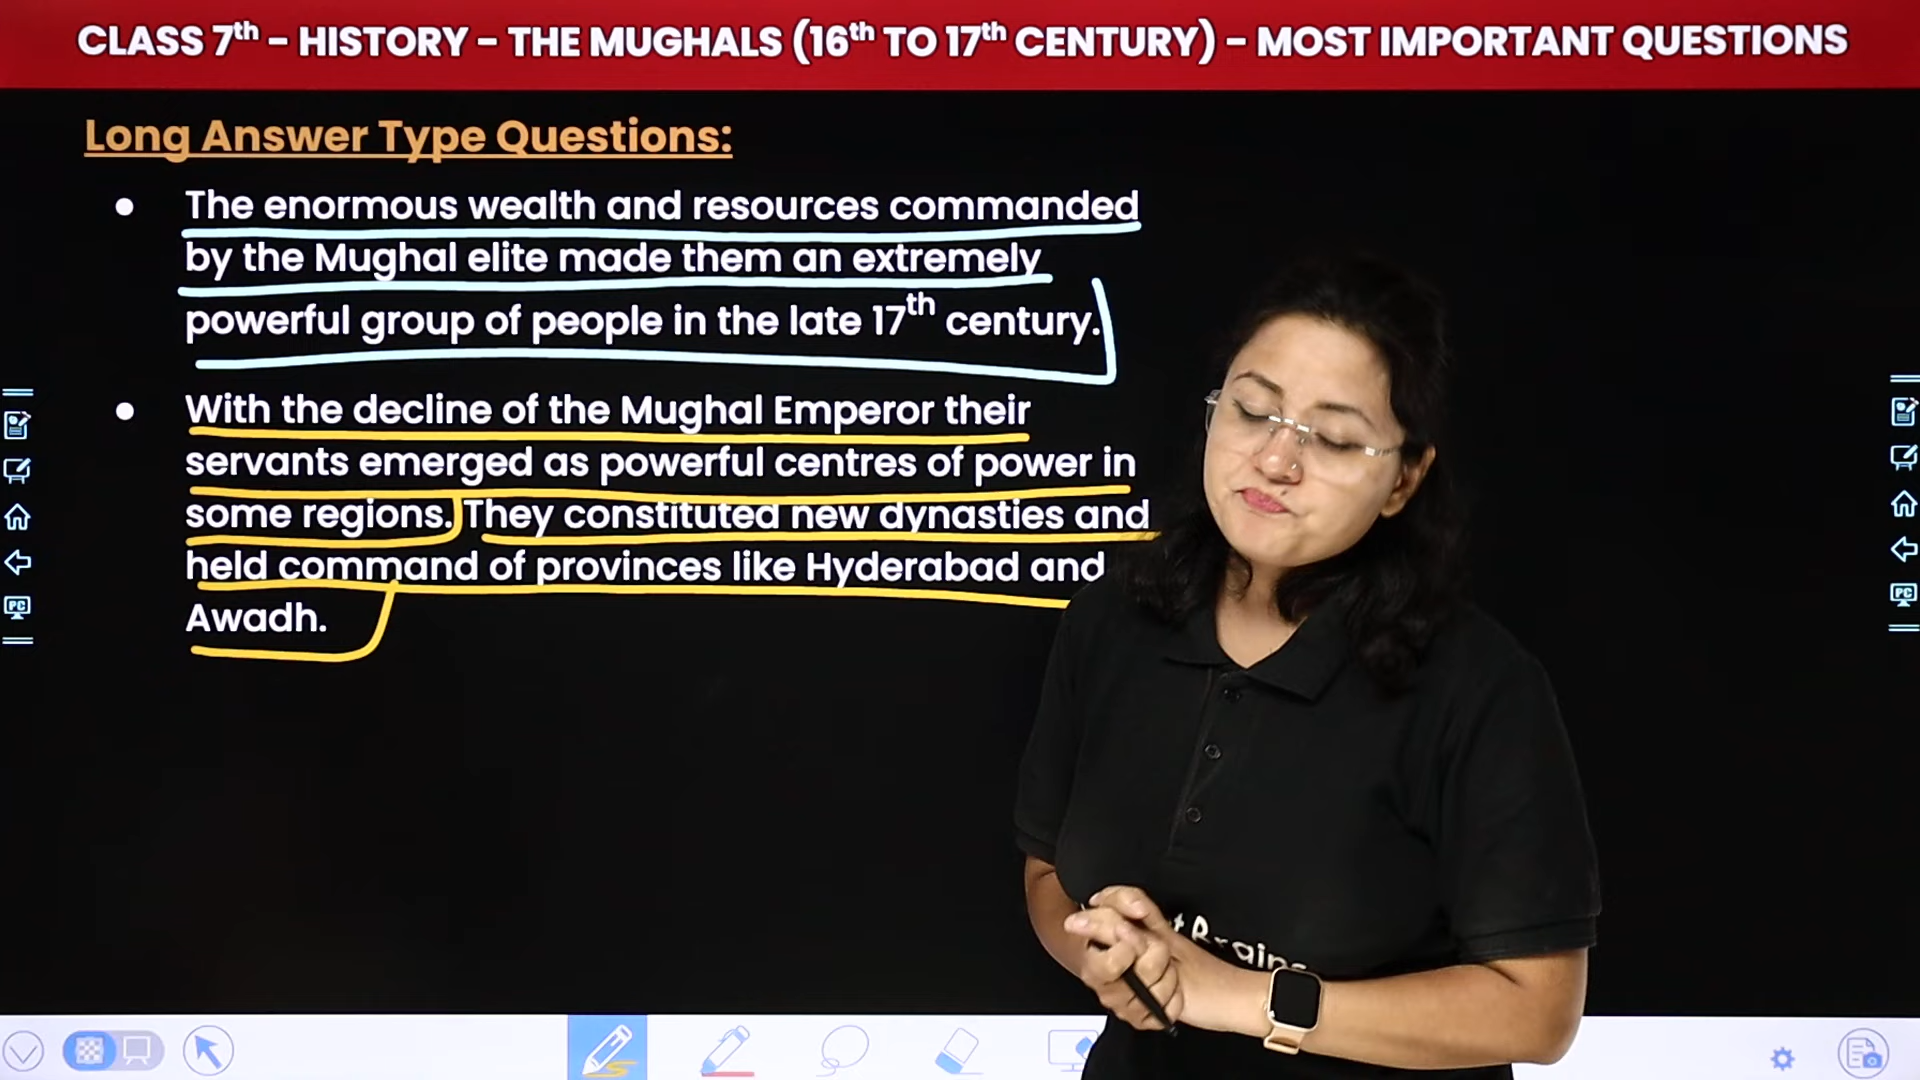 CLASS 7th – HISTORY – THE MUGHALS (16th TO 17th CENTURY) – MOST IMPORTANT QUESTIONS
Long Answer Type Questions:
● The enormous wealth and resources commanded
by the Mughal elite made them an extremely
powerful group of people in the late 17th century.
● With the decline of the Mughal Emperor their
servants emerged as powerful centres of power in
some regions. They constituted new dynasties and
held command of provinces like Hyderabad and
Awadh.
PC
PC